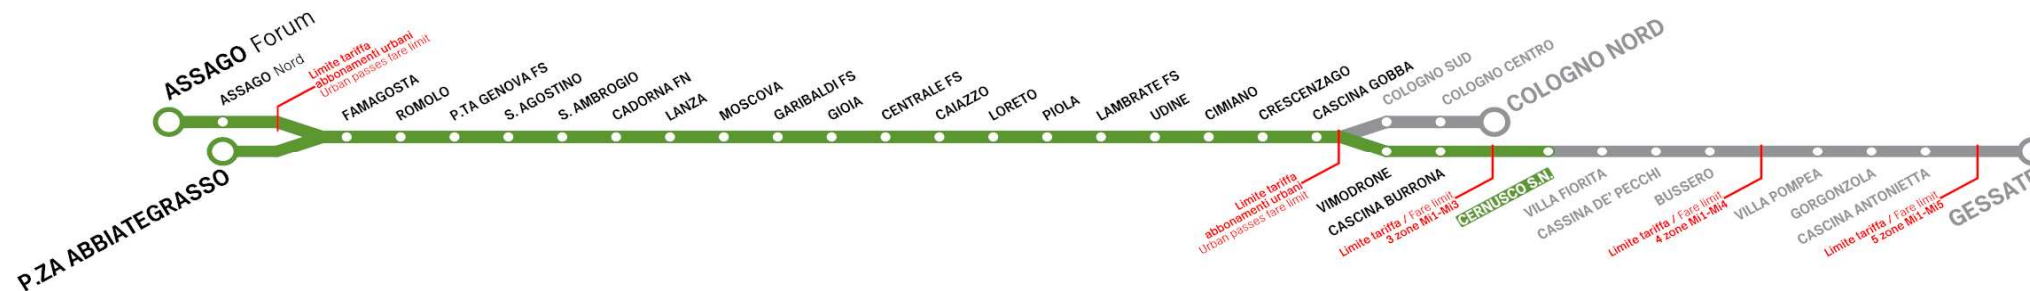 ASSAGO Forum
ASSAGO Nord
Limite tariffa
abbonamenti urbani
Urban passes fare limit
P.ZA ABBIATEGRASSO
FAMAGOSTA
ROMOLO
P.TA GENOVA FS
S. AGOSTINO
S. AMBROGIO
CADORNA FN
LANZA
MOSCOVA
GARIBALDI FS
GIOIA
CENTRALE FS
CAIAZZO
LORETO
PIOLA
LAMBRATE FS
UDINE
CIMIANO
CRESCENZAGO
CASCINA GOBBA
COLOGNO SUD
COLOGNO CENTRO
COLOGNO NORD
Limite tariffa
abbonamenti urbani
Urban passes fare limit
VIMODRONE
CASCINA BURRONA
Limite tariffa / Fare limit
3 zone Mi1-Mi3
CERNUSCO S.N.
VILLA FIORITA
CASSINA DE' PECCHI
BUSSERO
Limite tariffa / Fare limit
4 zone Mi1-Mi4
VILLA POMPEA
GORGONZOLA
CASCINA ANTONIETTA
Limite tariffa / Fare limit
5 zone Mi1-Mi5
GESSATE